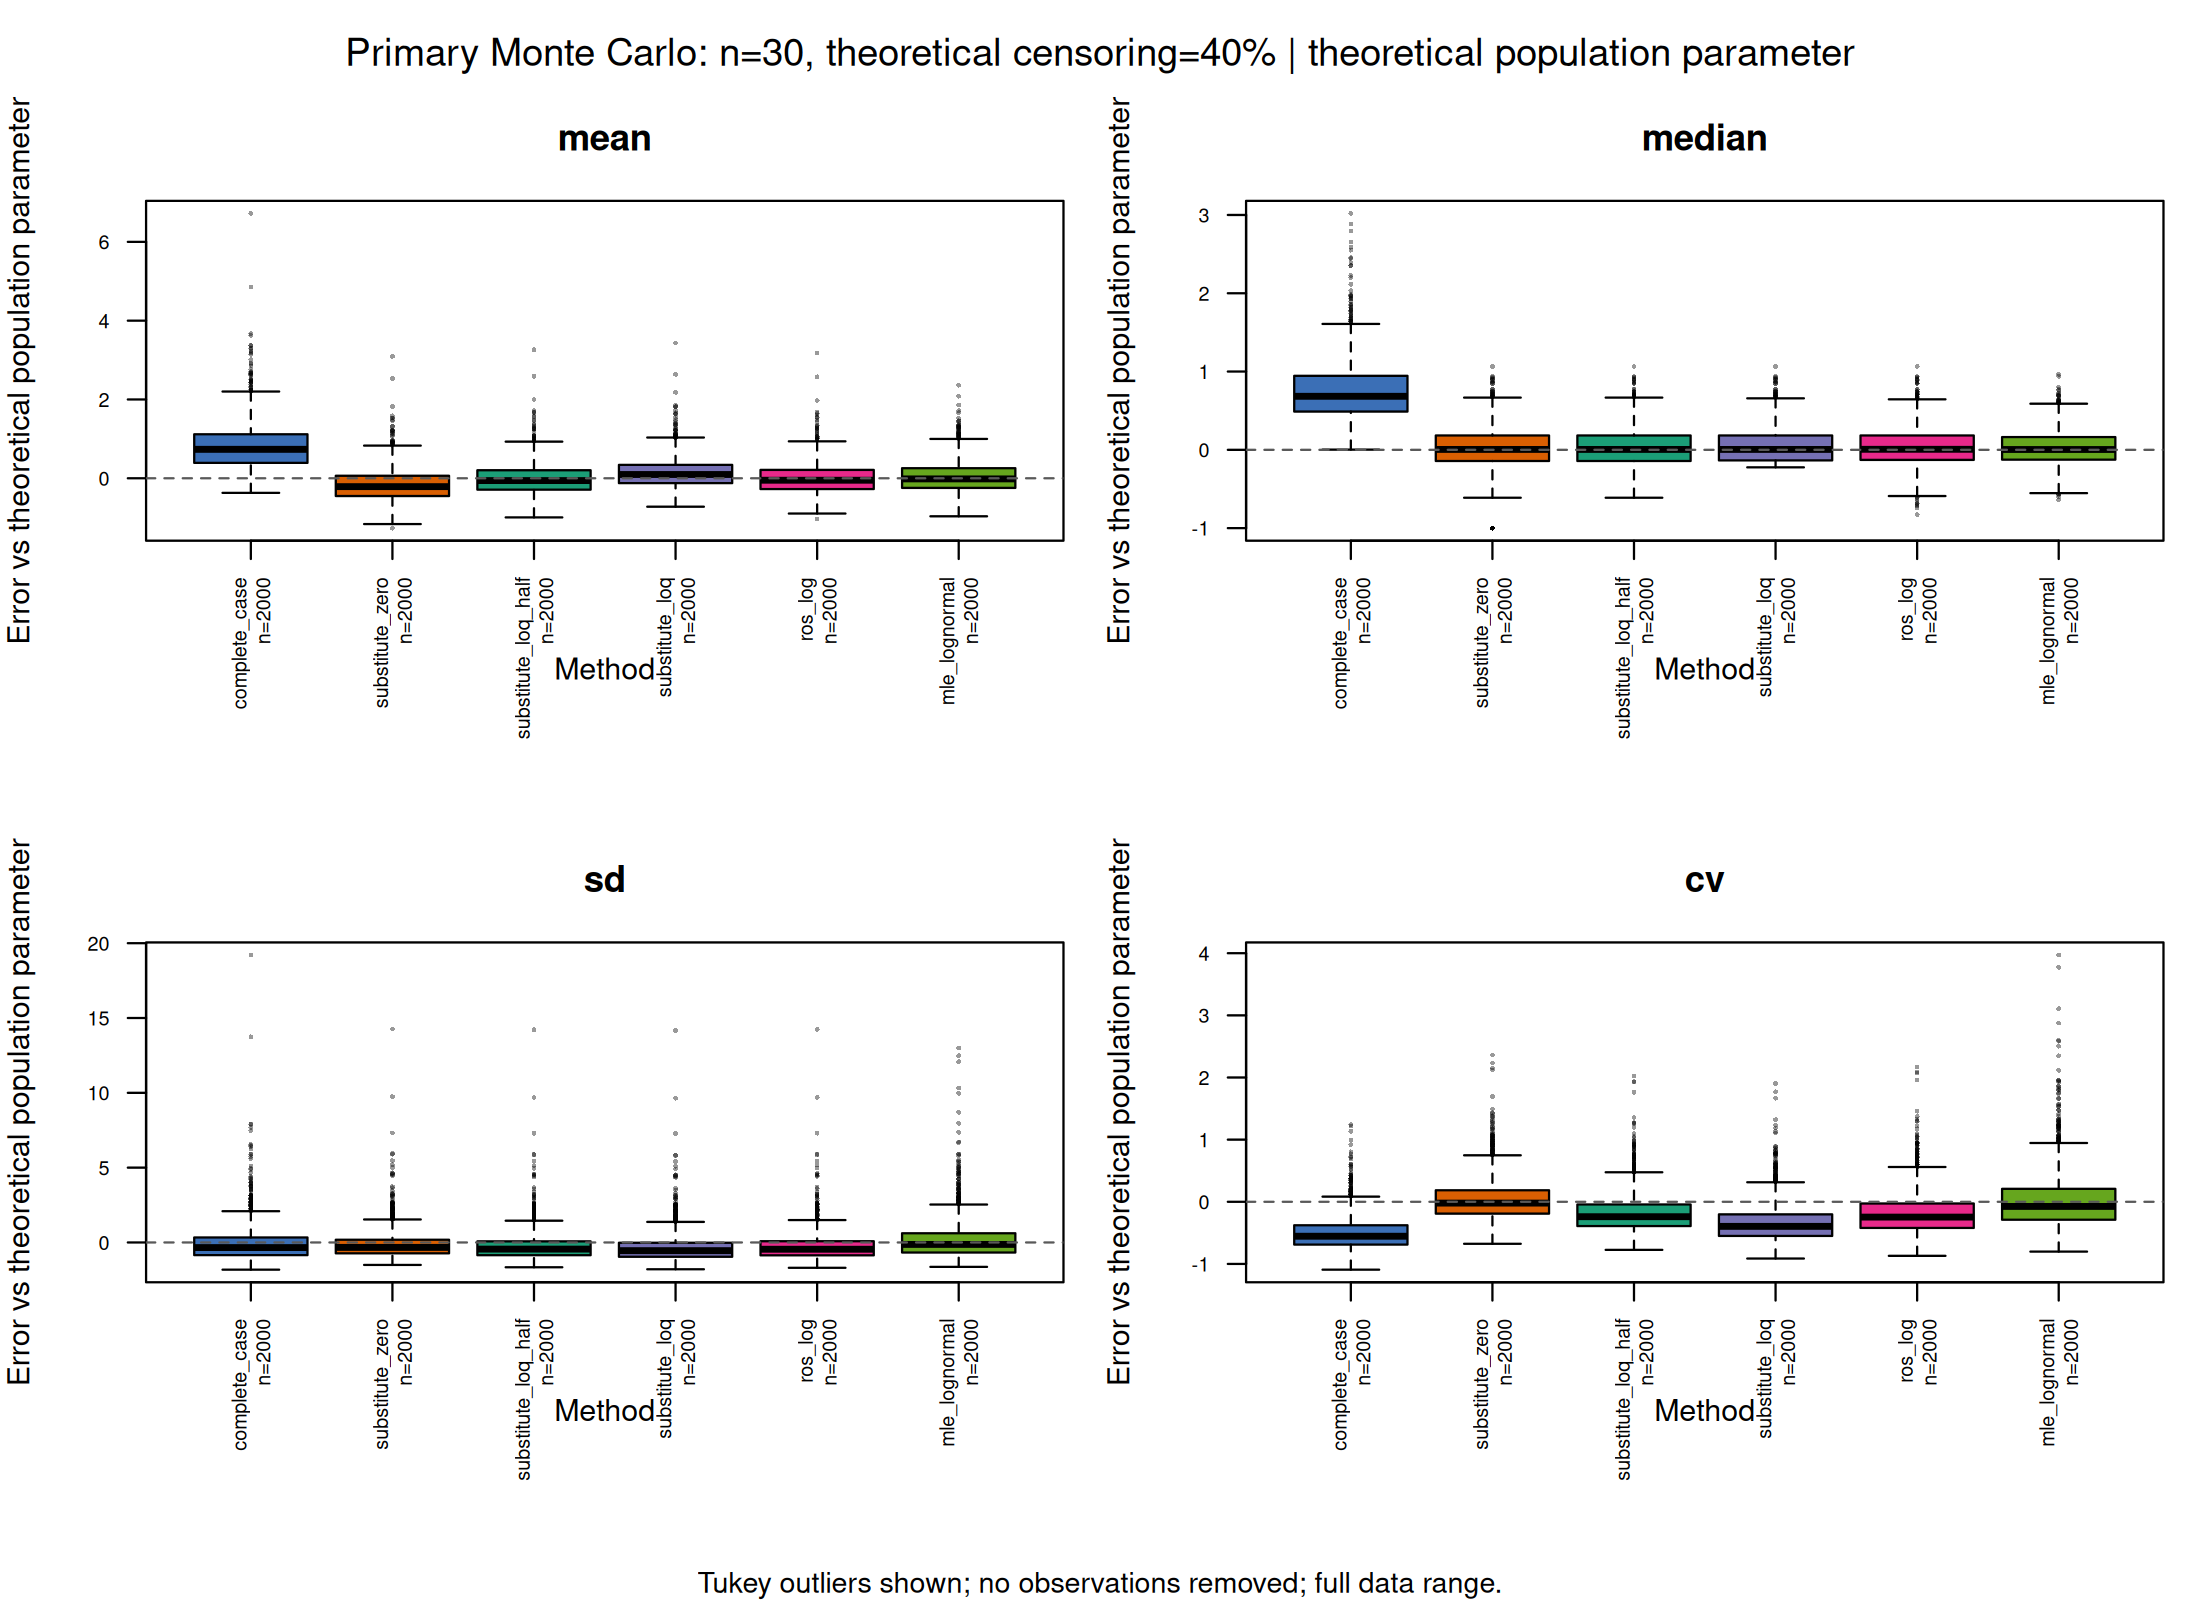 Primary Monte Carlo: n=30, theoretical censoring=40% | theoretical population parameter
mean
Error vs theoretical population parameter
6
4
2
0
complete_case
n=2000
substitute_zero
n=2000
substitute_loq_half
n=2000
substitute_loq
n=2000
ros_log
n=2000
mle_lognormal
n=2000
Method
median
Error vs theoretical population parameter
3
2
1
0
-1
complete_case
n=2000
substitute_zero
n=2000
substitute_loq_half
n=2000
substitute_loq
n=2000
ros_log
n=2000
mle_lognormal
n=2000
Method
sd
Error vs theoretical population parameter
20
15
10
5
0
complete_case
n=2000
substitute_zero
n=2000
substitute_loq_half
n=2000
substitute_loq
n=2000
ros_log
n=2000
mle_lognormal
n=2000
Method
cv
Error vs theoretical population parameter
4
3
2
1
0
-1
complete_case
n=2000
substitute_zero
n=2000
substitute_loq_half
n=2000
substitute_loq
n=2000
ros_log
n=2000
mle_lognormal
n=2000
Method
Tukey outliers shown; no observations removed; full data range.